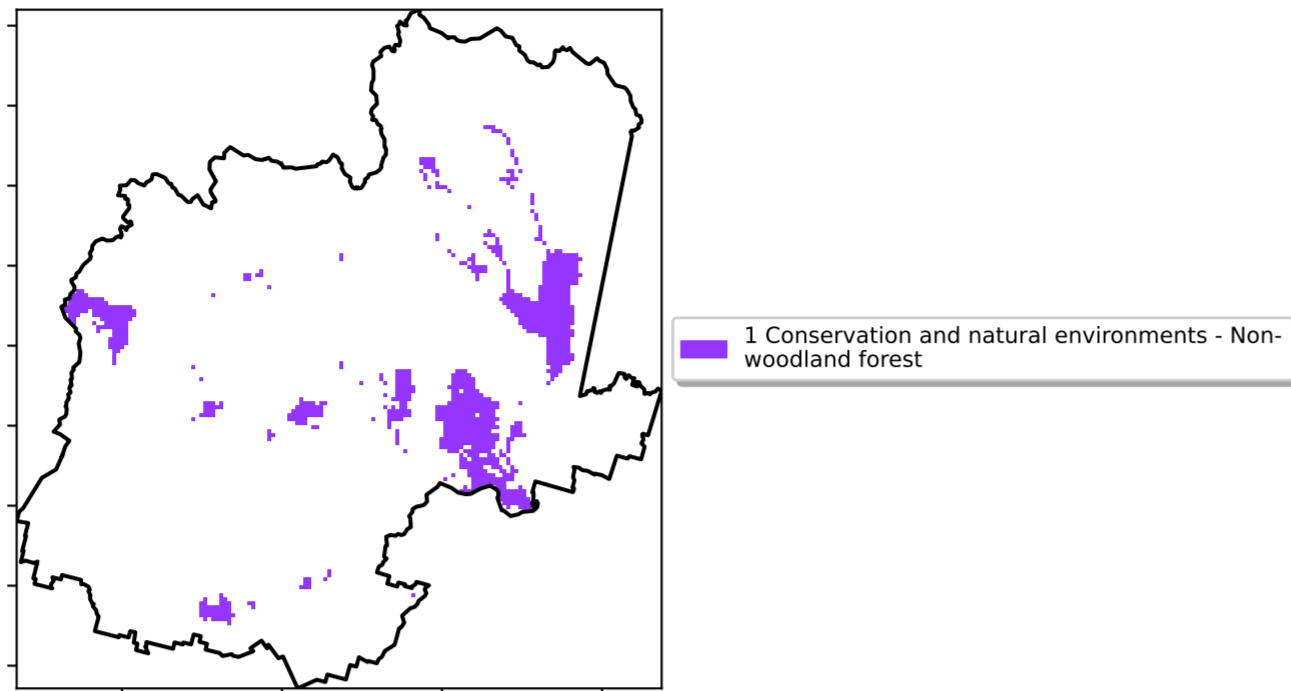 1 Conservation and natural environments - Non-
woodland forest